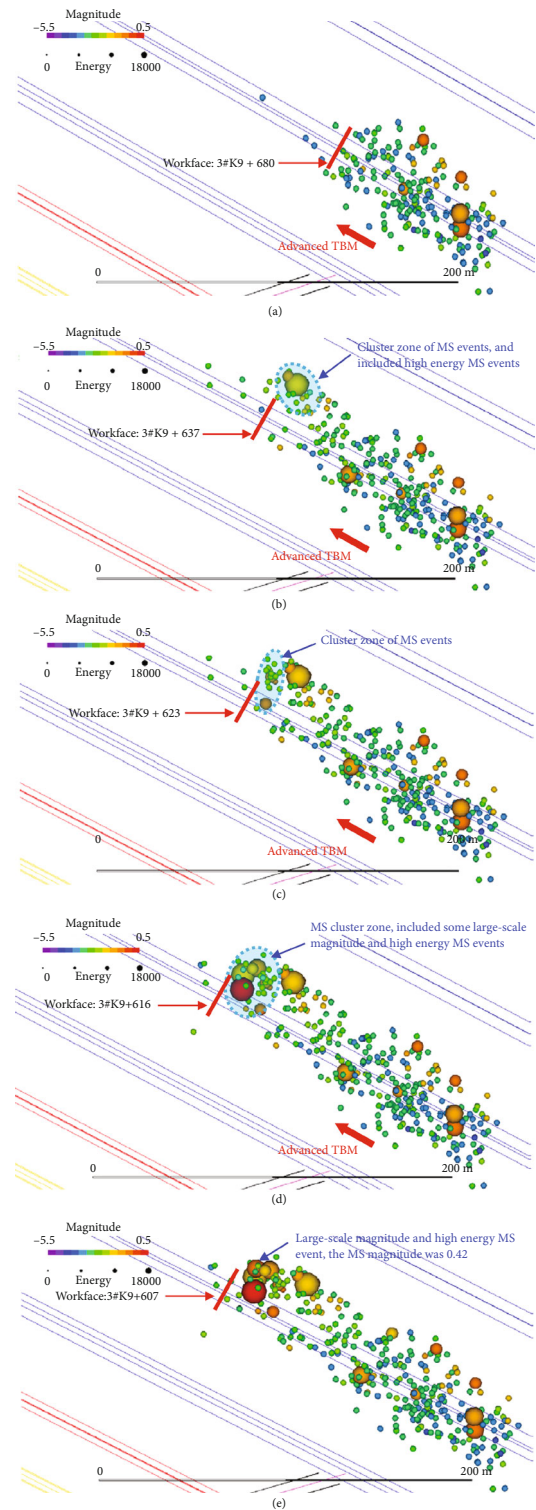 Magnitude
−5.5 0.5
Energy
0 18000
Workface: 3#K9 + 680
Advanced TBM
0 200 m
(a)
Magnitude
−5.5 0.5
Energy
0 18000
Cluster zone of MS events, and
included high energy MS events
Workface: 3#K9 + 637
Advanced TBM
0 200 m
(b)
Magnitude
−5.5 0.5
Energy
0 18000
Cluster zone of MS events
Workface: 3#K9 + 623
0 200 m
Advanced TBM
(c)
Magnitude
−5.5 0.5
Energy
0 18000
MS cluster zone, included some large-scale
magnitude and high energy MS events
Workface: 3#K9+616
Advanced TBM
0 200 m
(d)
Magnitude
−5.5 0.5
Energy
0 18000
Large-scale magnitude and high energy MS
event, the MS magnitude was 0.42
Workface:3#K9+607
0 200 m
(e)